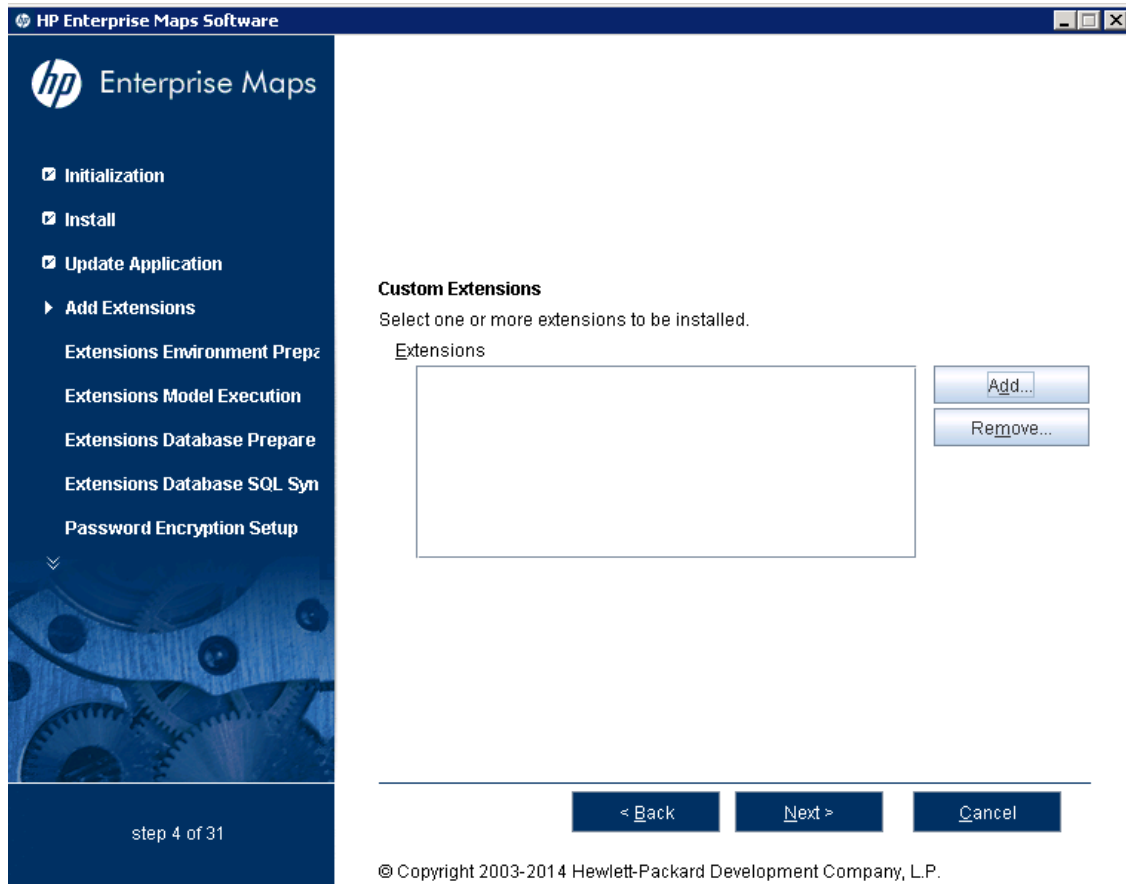 HP Enterprise Maps Software
hp Enterprise Maps
Initialization
Install
Update Application
Add Extensions
Extensions Environment Prepa
Extensions Model Execution
Extensions Database Prepare
Extensions Database SQL Syn
Password Encryption Setup
step 4 of 31
Custom Extensions
Select one or more extensions to be installed.
Extensions
Add...
Remove...
< Back
Next >
Cancel
© Copyright 2003-2014 Hewlett-Packard Development Company, L.P.